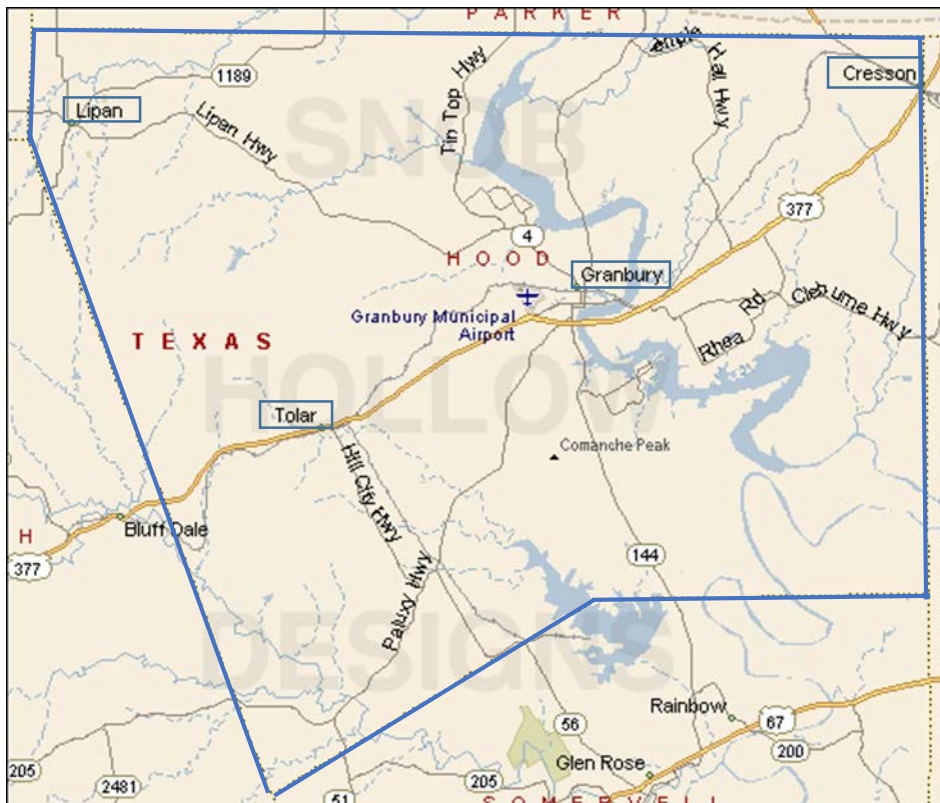 PARKER
Temple
Hall Hwy
Tin Top Hwy
Cresson
1189
Lipan
Lipan Hwy
SNOB
377
4
HOOD
Granbury
Rd
Hwy
Granbury Municipal
Airport
Rhea
TEXAS
HOLLOW
Tolar
Comanche Peak
Hill City Hwy
Bluff Dale
H
377
144
Paluxy Hwy
DESIGNS
Rainbow
56
67
200
Glen Rose
205
2481
205
51
SOMERVELL